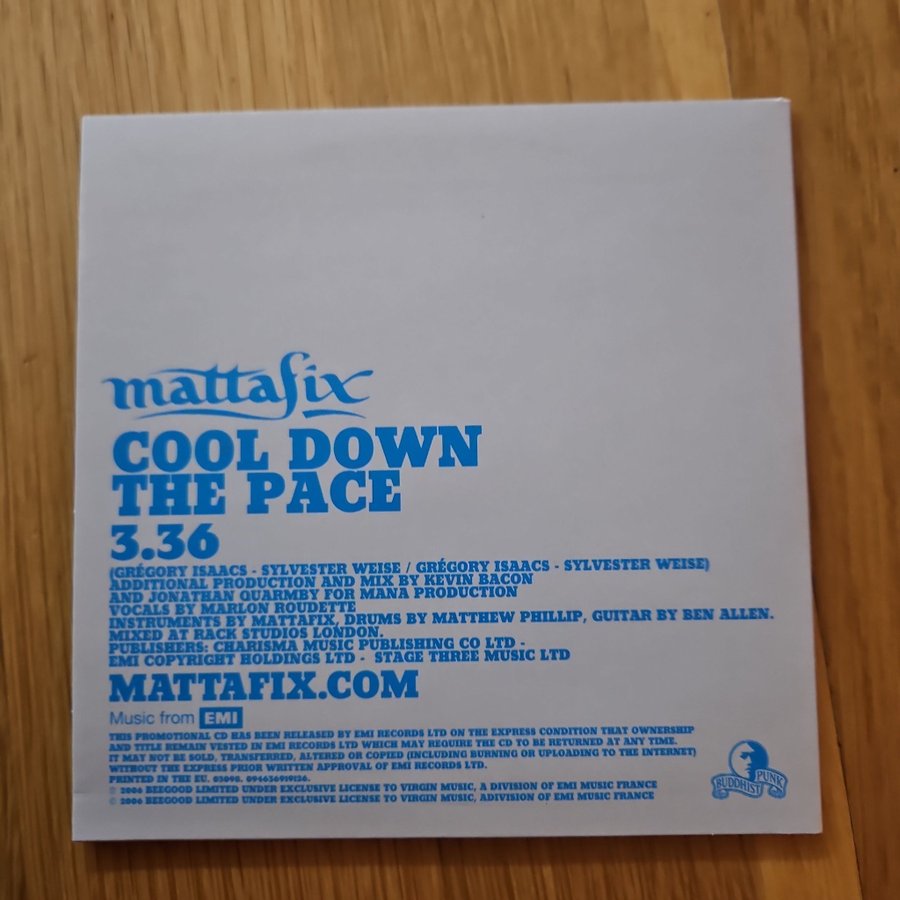 mattafix
COOL DOWN
THE PACE
3.36
(GRÉGORY ISAACS - SYLVESTER WEISE / GRÉGORY ISAACS - SYLVESTER WEISE)
ADDITIONAL PRODUCTION AND MIX BY KEVIN BACON
AND JONATHAN QUARMBY FOR MANA PRODUCTION
VOCALS BY MARLON ROUDETTE
INSTRUMENTS BY MATTAFIX, DRUMS BY MATTHEW PHILLIP, GUITAR BY BEN ALLEN.
MIXED AT RACK STUDIOS LONDON.
PUBLISHERS: CHARISMA MUSIC PUBLISHING CO LTD -
EMI COPYRIGHT HOLDINGS LTD - STAGE THREE MUSIC LTD
MATTAFIX.COM
Music from EMI
THIS PROMOTIONAL CD HAS BEEN RELEASED BY EMI RECORDS LTD ON THE EXPRESS CONDITION THAT OWNERSHIP
AND TITLE REMAIN VESTED IN EMI RECORDS LTD WHICH MAY REQUIRE THE CD TO BE RETURNED AT ANY TIME.
IT MAY NOT BE SOLD, TRANSFERRED, ALTERED OR COPIED (INCLUDING BURNING OR UPLOADING TO THE INTERNET)
WITHOUT THE EXPRESS PRIOR WRITTEN APPROVAL OF EMI RECORDS LTD.
PRINTED IN THE EU. 03098. 094636919126.
℗ 2006 BEEGOOD LIMITED UNDER EXCLUSIVE LICENSE TO VIRGIN MUSIC, A DIVISION OF EMI MUSIC FRANCE
© 2006 BEEGOOD LIMITED UNDER EXCLUSIVE LICENSE TO VIRGIN MUSIC, ADIVISION OF EMI MUSIC FRANCE
BUDDHIST PUNK